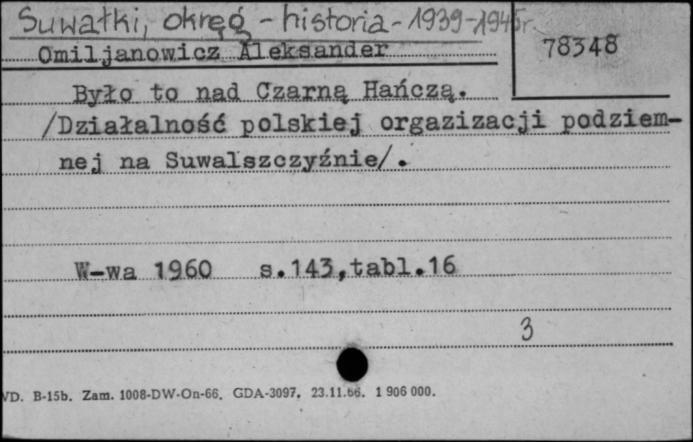 Suwałki, okręg - historia - 1939-1945r.
Omiljanowicz Aleksander
78348
Było to nad Czarną Hańczą.
/Działalność polskiej orgazizacji podziem-
nej na Suwalszczyźnie/.
W-wa 1960 s.143,tabl.16
3
VD. B-15b. Zam. 1008-DW-On-66. GDA-3097. 23.11.66. 1 906 000.